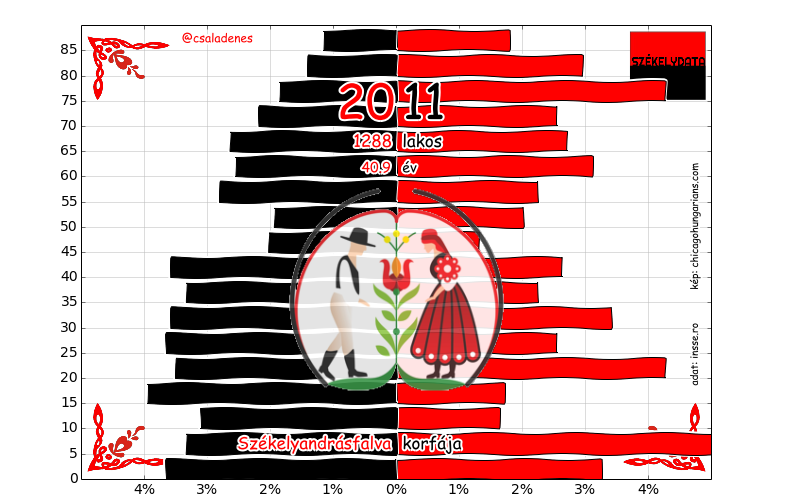 @csaladenes
SZÉKELYDATA
2011
1288 lakos
40.9 év
kép: chicagohungarians.com
adat: insse.ro
Székelyandrásfalva korfája
85
80
75
70
65
60
55
50
45
40
35
30
25
20
15
10
5
0
4% 3% 2% 1% 0% 1% 2% 3% 4%